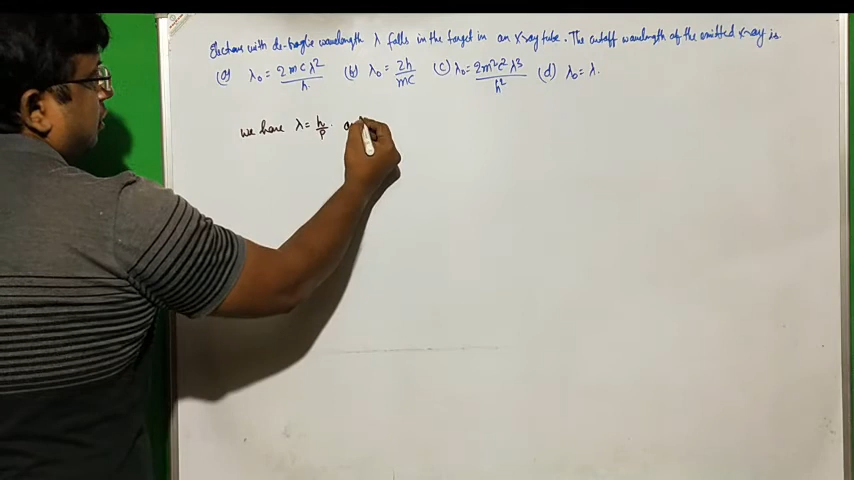 Electrons with de-broglie wavelength λ falls in the target in an x-ray tube. The cutoff wavelength of the emitted x-ray is
(a) λ₀ = 2mcλ²/h. (b) λ₀ = 2h/mc (c) λ₀ = 2m²c²λ³/h² (d) λ₀ = λ.
we have λ = h/p.